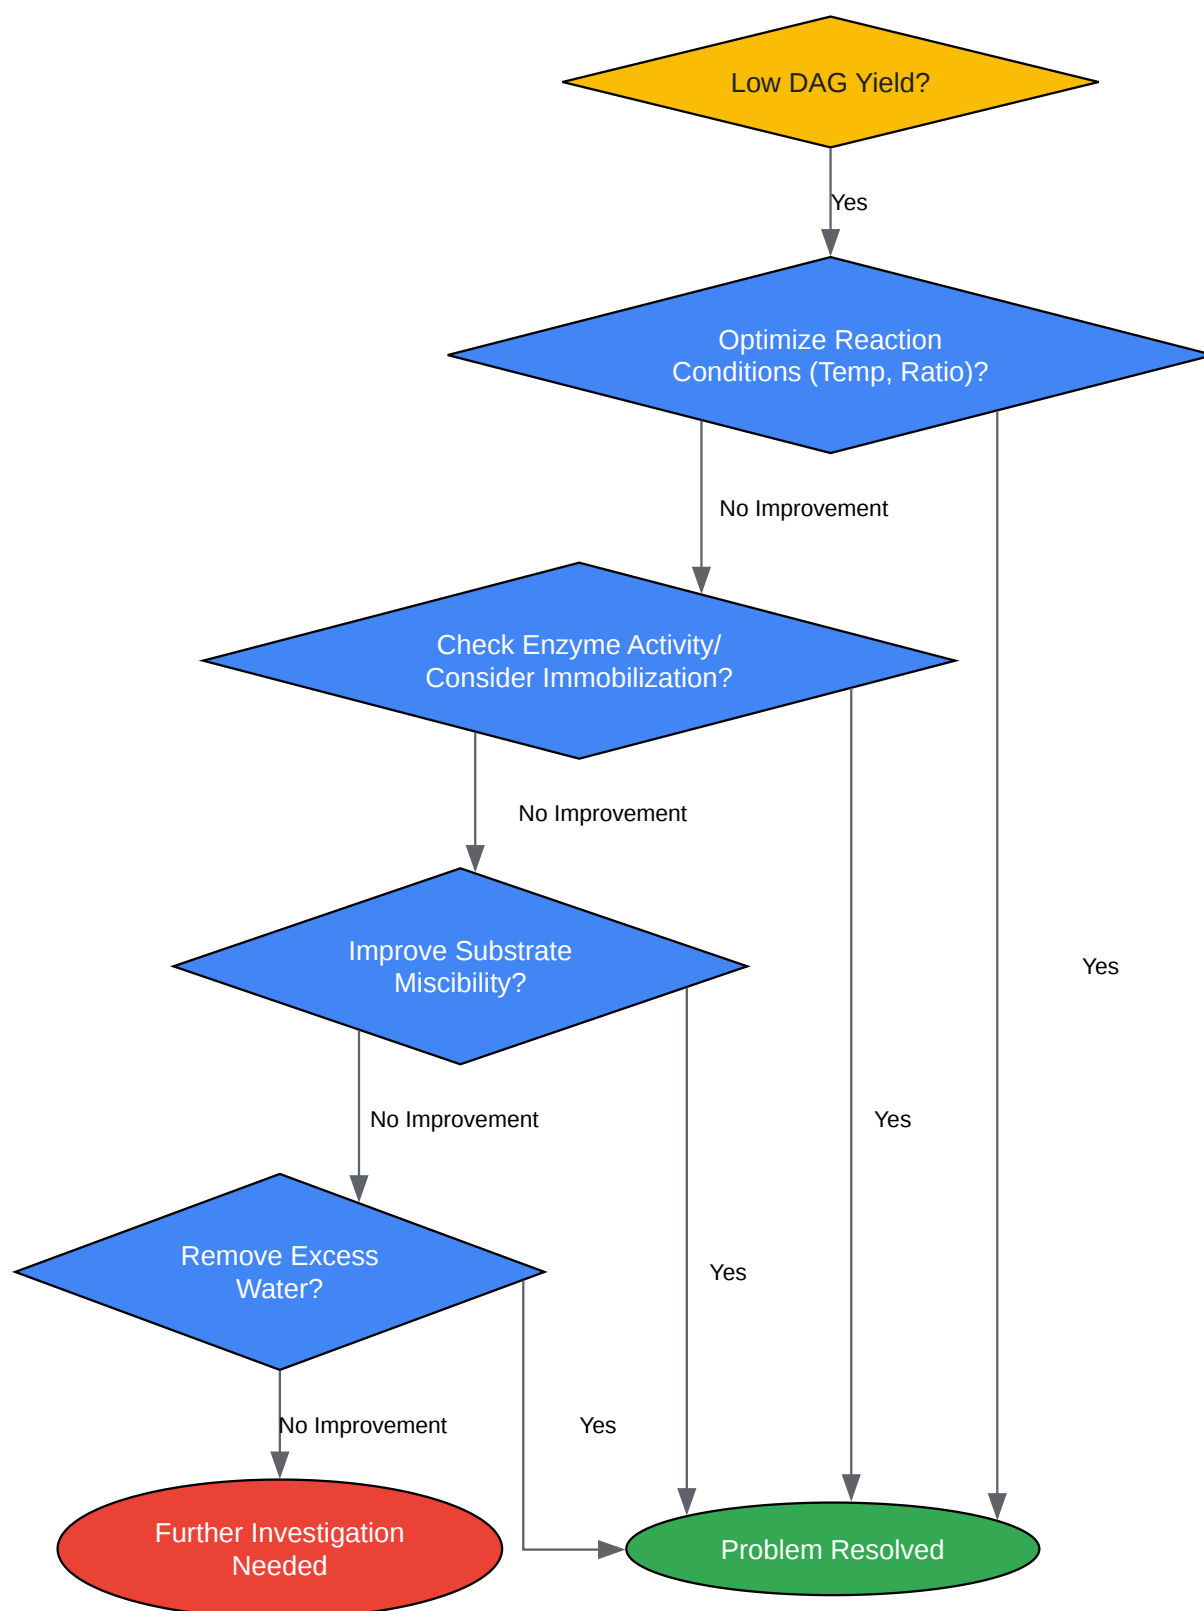 Low DAG Yield?
Yes
Optimize Reaction
Conditions (Temp, Ratio)?
No Improvement
Check Enzyme Activity/
Consider Immobilization?
No Improvement
Improve Substrate
Miscibility?
Yes
No Improvement
Yes
Remove Excess
Water?
Yes
No Improvement
Yes
Further Investigation
Needed
Problem Resolved